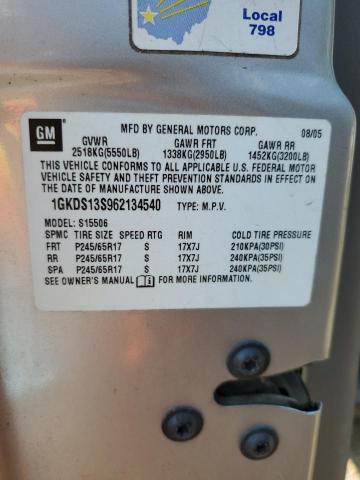 Local
798
GM
MFD BY GENERAL MOTORS CORP. 08/05
GVWR GAWR FRT GAWR RR
2518KG(5550LB) 1338KG(2950LB) 1452KG(3200LB)
THIS VEHICLE CONFORMS TO ALL APPLICABLE U.S. FEDERAL MOTOR
VEHICLE SAFETY AND THEFT PREVENTION STANDARDS IN EFFECT ON
THE DATE OF MANUFACTURE SHOWN ABOVE.
1GKDS13S962134540 TYPE: M.P.V.
MODEL: S15506
SPMC TIRE SIZE SPEED RTG RIM COLD TIRE PRESSURE
FRT P245/65R17 S 17X7J 210KPA(30PSI)
RR P245/65R17 S 17X7J 240KPA(35PSI)
SPA P245/65R17 S 17X7J 240KPA(35PSI)
SEE OWNER'S MANUAL FOR MORE INFORMATION.